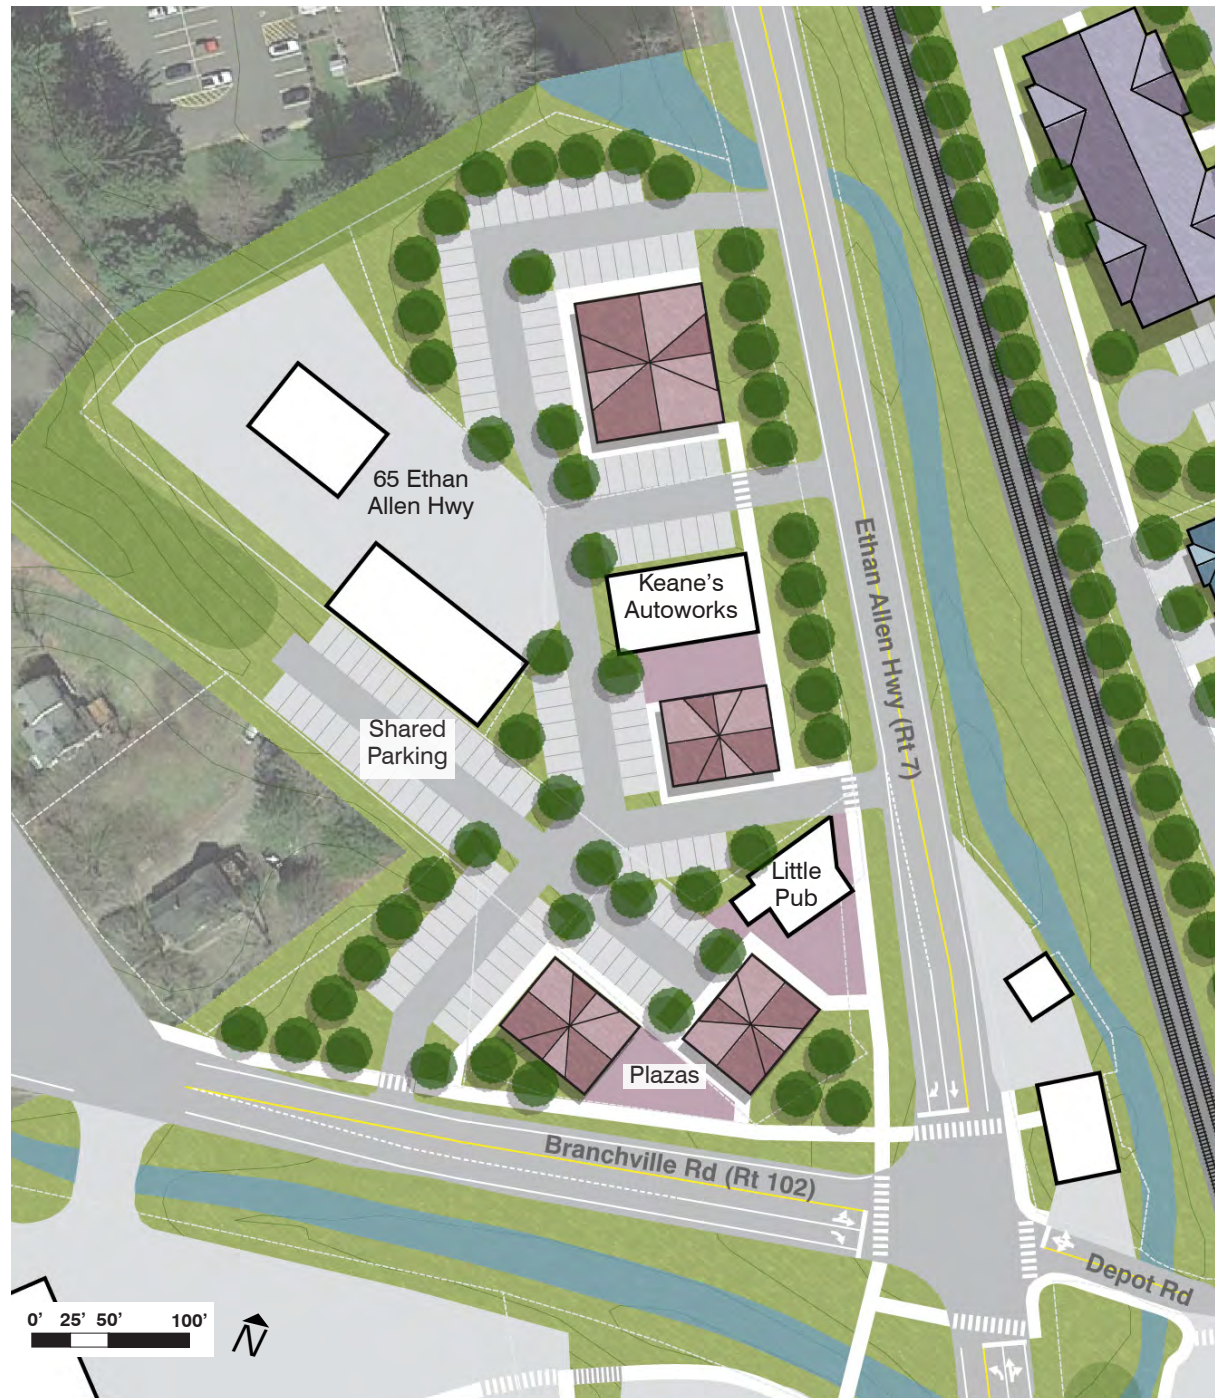 65 Ethan
Allen Hwy
Keane's
Autoworks
Ethan Allen Hwy (Rt 7)
Shared
Parking
Little
Pub
Plazas
Branchville Rd (Rt 102)
Depot Rd
0' 25' 50' 100'
N